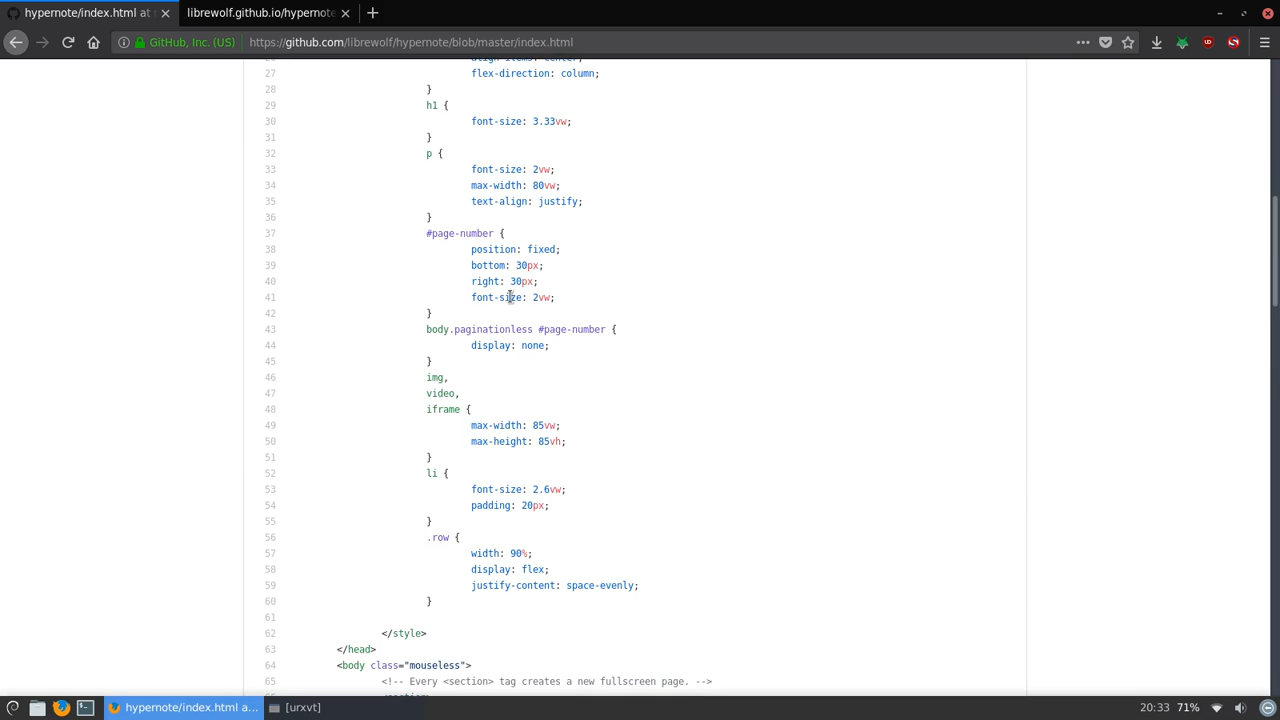 hypernote/index.html at
librewolf.github.io/hypernote
GitHub, Inc. (US)
https://github.com/librewolf/hypernote/blob/master/index.html
27 flex-direction: column;
28 }
29 h1 {
30 font-size: 3.33vw;
31 }
32 p {
33 font-size: 2vw;
34 max-width: 80vw;
35 text-align: justify;
36 }
37 #page-number {
38 position: fixed;
39 bottom: 30px;
40 right: 30px;
41 font-size: 2vw;
42 }
43 body.paginationless #page-number {
44 display: none;
45 }
46 img,
47 video,
48 iframe {
49 max-width: 85vw;
50 max-height: 85vh;
51 }
52 li {
53 font-size: 2.6vw;
54 padding: 20px;
55 }
56 .row {
57 width: 90%;
58 display: flex;
59 justify-content: space-evenly;
60 }
61
62 </style>
63 </head>
64 <body class="mouseless">
65 <!-- Every <section> tag creates a new fullscreen page. -->
hypernote/index.html a...
[urxvt]
20:33 71%